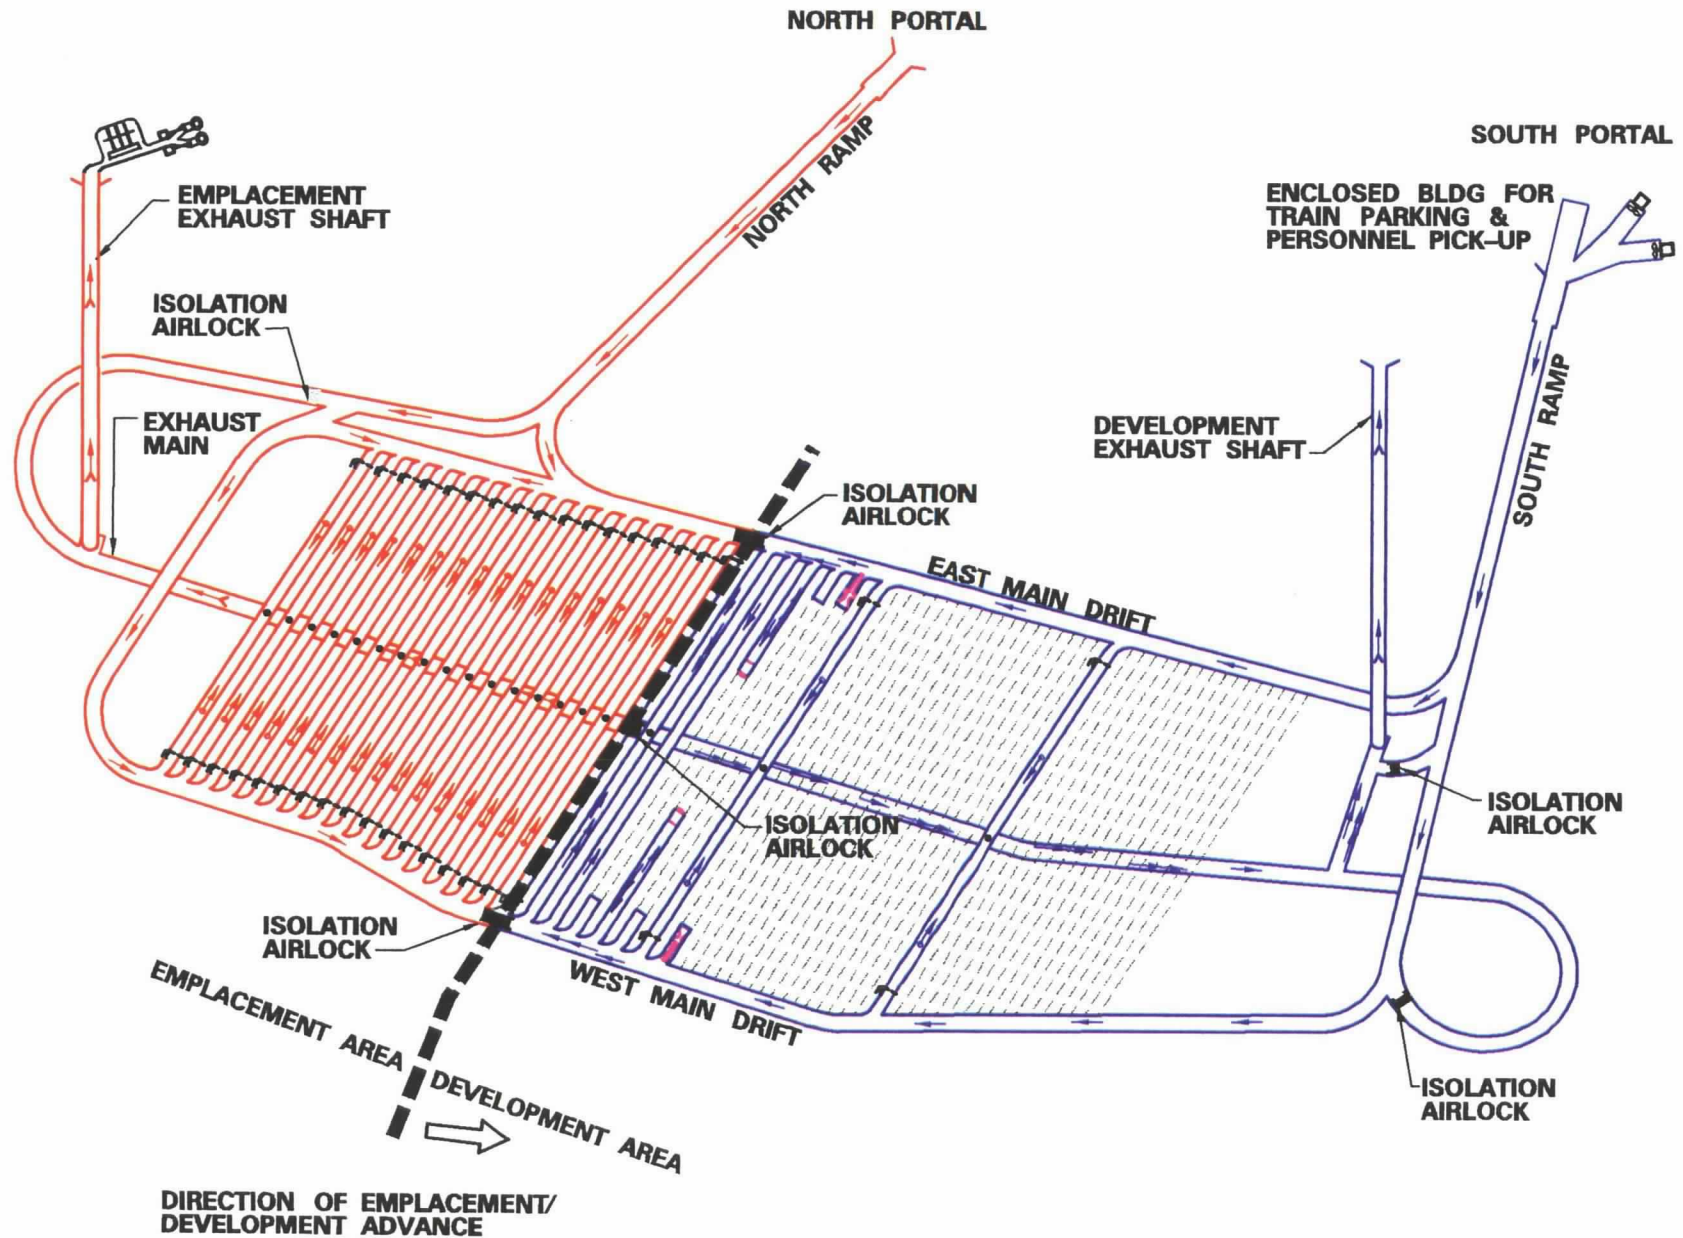 NORTH PORTAL
SOUTH PORTAL
NORTH RAMP
EMPLACEMENT
EXHAUST SHAFT
ENCLOSED BLDG FOR
TRAIN PARKING &
PERSONNEL PICK-UP
ISOLATION
AIRLOCK
SOUTH RAMP
EXHAUST
MAIN
DEVELOPMENT
EXHAUST SHAFT
ISOLATION
AIRLOCK
EAST MAIN DRIFT
ISOLATION
AIRLOCK
ISOLATION
AIRLOCK
ISOLATION
AIRLOCK
WEST MAIN DRIFT
EMPLACEMENT AREA
DEVELOPMENT AREA
ISOLATION
AIRLOCK
DIRECTION OF EMPLACEMENT/
DEVELOPMENT ADVANCE